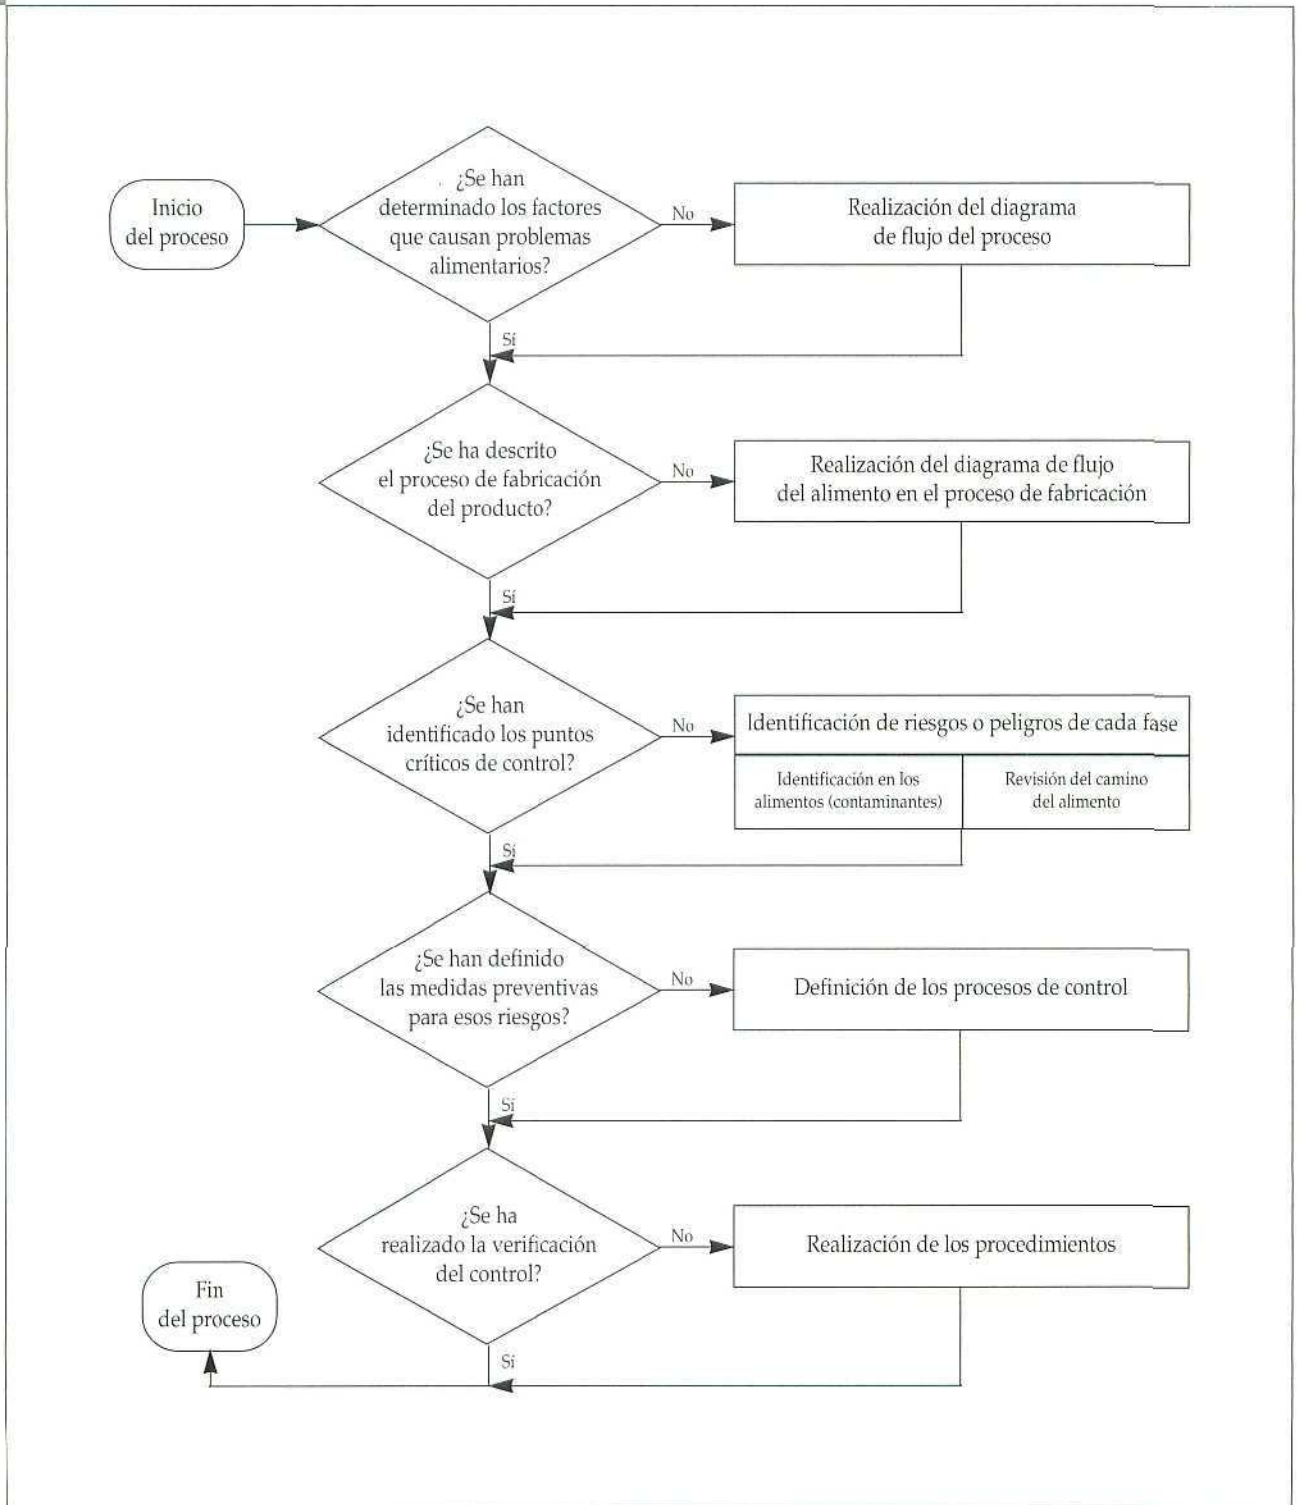 Inicio
del proceso
¿Se han
determinado los factores
que causan problemas
alimentarios?
No
Realización del diagrama
de flujo del proceso
Sí
¿Se ha descrito
el proceso de fabricación
del producto?
No
Realización del diagrama de flujo
del alimento en el proceso de fabricación
Sí
¿Se han
identificado los puntos
críticos de control?
No
Identificación de riesgos o peligros de cada fase
Identificación en los
alimentos (contaminantes)
Revisión del camino
del alimento
Sí
¿Se han definido
las medidas preventivas
para esos riesgos?
No
Definición de los procesos de control
Sí
¿Se ha
realizado la verificación
del control?
No
Realización de los procedimientos
Sí
Fin
del proceso